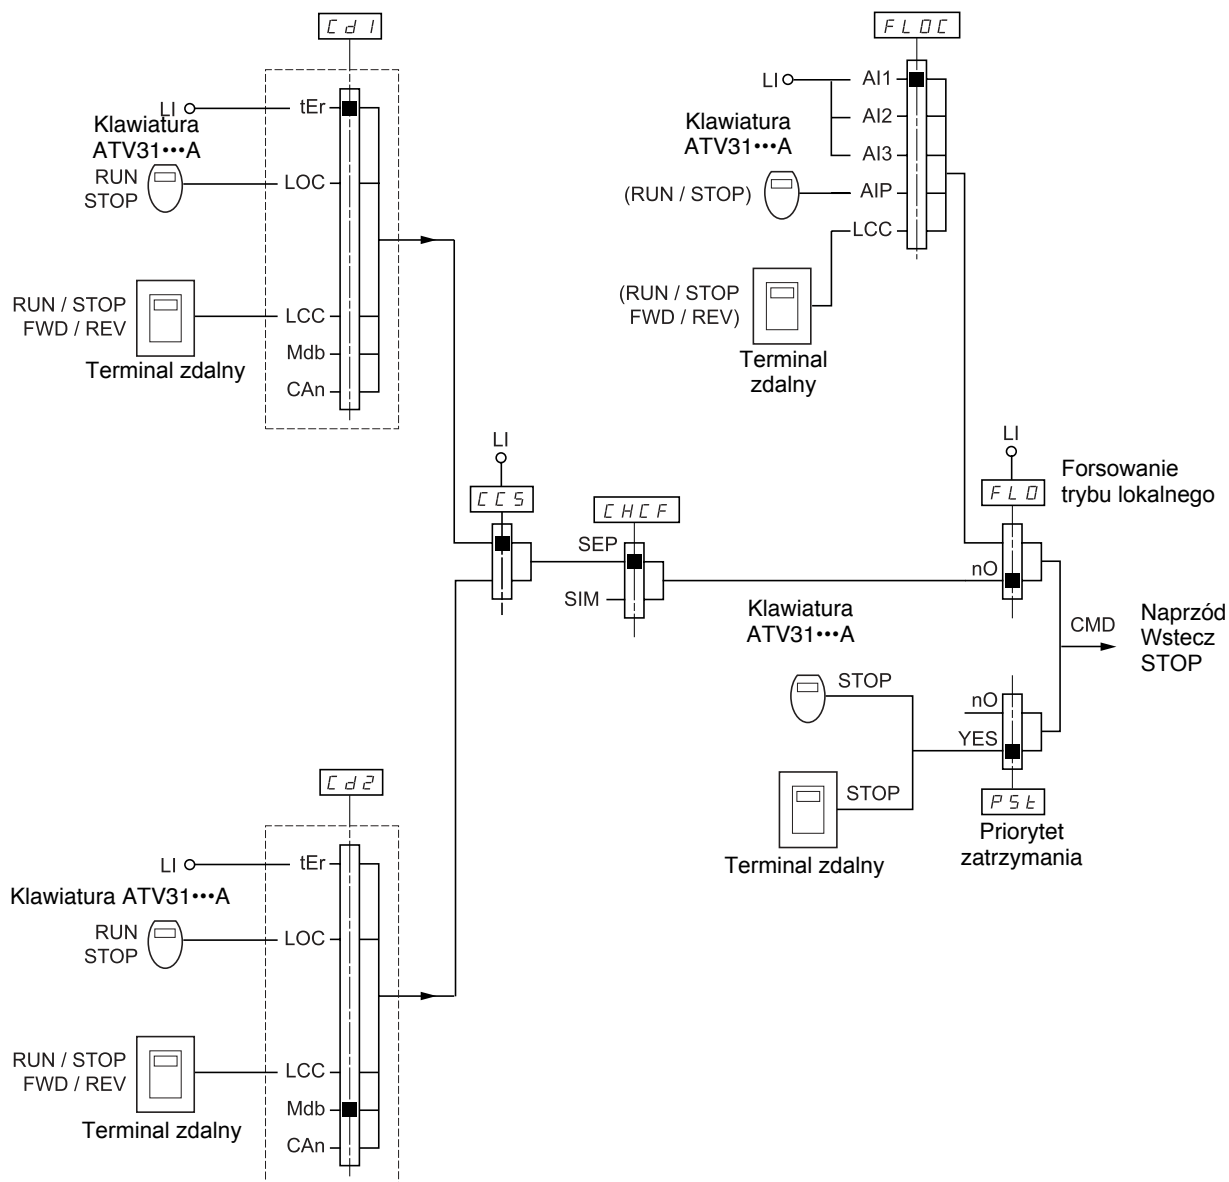 Cd1
LI
tEr
Klawiatura
ATV31•••A
RUN
STOP
LOC
RUN / STOP
FWD / REV
LCC
Terminal zdalny
Mdb
CAn
FLOC
LI
AI1
Klawiatura
ATV31•••A
AI2
AI3
(RUN / STOP)
AIP
LCC
(RUN / STOP
FWD / REV)
Terminal
zdalny
LI
CCS
CHCF
SEP
SIM
LI
FLO
Forsowanie
trybu lokalnego
nO
Klawiatura
ATV31•••A
CMD
Naprzód
Wstecz
STOP
STOP
nO
YES
STOP
Terminal zdalny
PSt
Priorytet
zatrzymania
Cd2
LI
tEr
Klawiatura ATV31•••A
RUN
STOP
LOC
RUN / STOP
FWD / REV
LCC
Mdb
Terminal zdalny
CAn